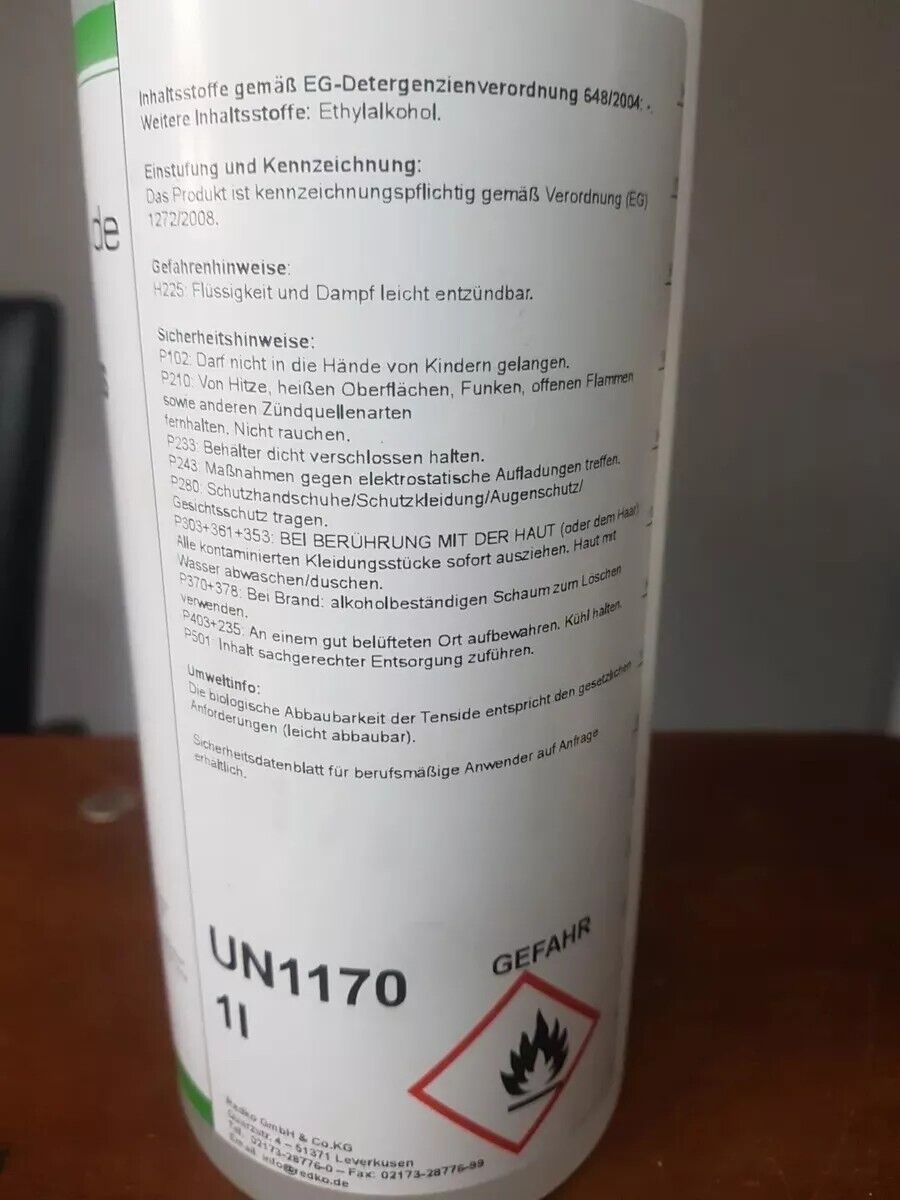 Inhaltsstoffe gemäß EG-Detergenzienverordnung 648/2004: -.
Weitere Inhaltsstoffe: Ethylalkohol.
Einstufung und Kennzeichnung:
Das Produkt ist kennzeichnungspflichtig gemäß Verordnung (EG)
1272/2008.
de
Gefahrenhinweise:
H225: Flüssigkeit und Dampf leicht entzündbar.
Sicherheitshinweise:
P102: Darf nicht in die Hände von Kindern gelangen.
P210: Von Hitze, heißen Oberflächen, Funken, offenen Flammen
sowie anderen Zündquellenarten
fernhalten. Nicht rauchen.
P233: Behälter dicht verschlossen halten.
P243: Maßnahmen gegen elektrostatische Aufladungen treffen.
P280: Schutzhandschuhe/Schutzkleidung/Augenschutz/
Gesichtsschutz tragen.
P303+361+353: BEI BERÜHRUNG MIT DER HAUT (oder dem Haar)
Alle kontaminierten Kleidungsstücke sofort ausziehen. Haut mit
Wasser abwaschen/duschen.
P370+378: Bei Brand: alkoholbeständigen Schaum zum Löschen
verwenden.
P403+235: An einem gut belüfteten Ort aufbewahren. Kühl halten.
P501: Inhalt sachgerechter Entsorgung zuführen.
Umweltinfo:
Die biologische Abbaubarkeit der Tenside entspricht den gesetzlichen
Anforderungen (leicht abbaubar).
Sicherheitsdatenblatt für berufsmäßige Anwender auf Anfrage
erhältlich.
UN1170
1l
GEFAHR
Redko GmbH & Co.KG
4 – 51371 Leverkusen
Tel. 02173-28776-0 – Fax: 02173-28776-99
Email info@redko.de